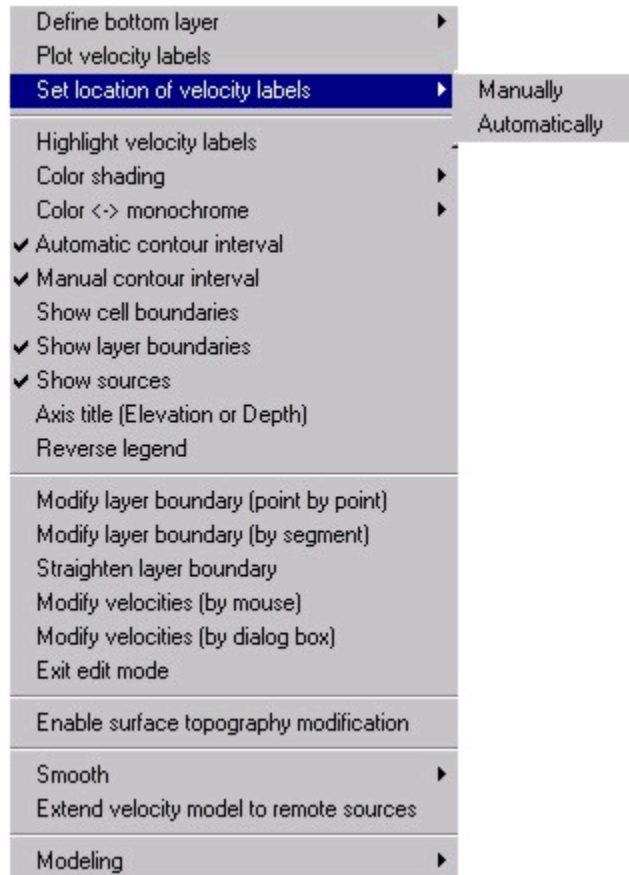 Define bottom layer
Plot velocity labels
Set location of velocity labels
Manually
Automatically
Highlight velocity labels
Color shading
Color <-> monochrome
Automatic contour interval
Manual contour interval
Show cell boundaries
Show layer boundaries
Show sources
Axis title (Elevation or Depth)
Reverse legend
Modify layer boundary (point by point)
Modify layer boundary (by segment)
Straighten layer boundary
Modify velocities (by mouse)
Modify velocities (by dialog box)
Exit edit mode
Enable surface topography modification
Smooth
Extend velocity model to remote sources
Modeling